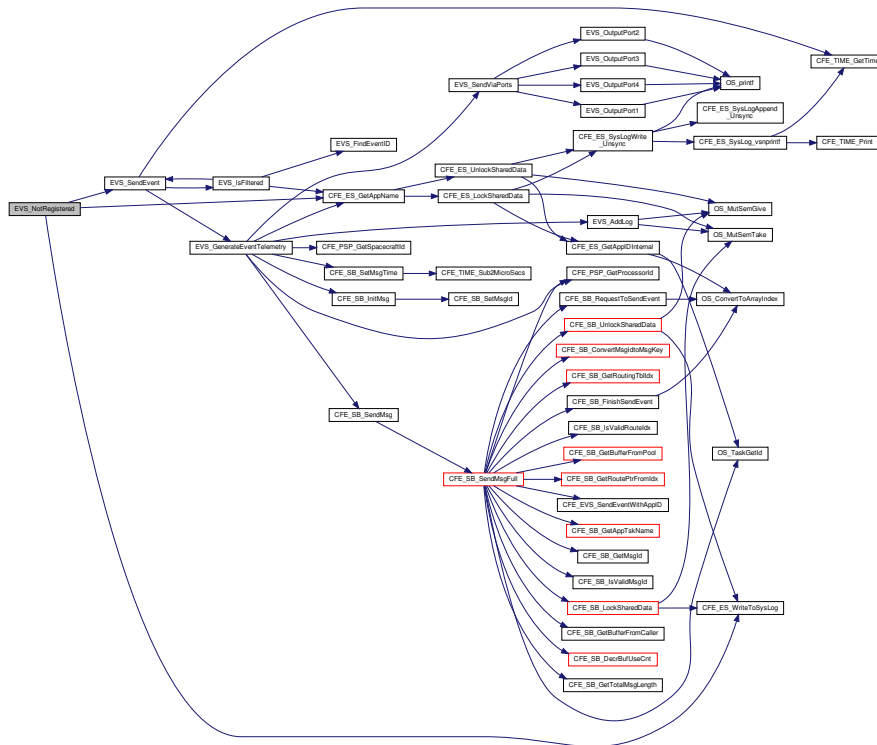 EVS_OutputPort2
EVS_OutputPort3
CFE_TIME_GetTime
EVS_SendViaPorts
EVS_OutputPort4
OS_printf
EVS_OutputPort1
CFE_ES_SysLogAppend
_Unsync
CFE_ES_SysLogWrite
_Unsync
EVS_FindEventID
CFE_ES_SysLog_vsnprintf
CFE_TIME_Print
CFE_ES_UnlockSharedData
EVS_SendEvent
EVS_IsFiltered
CFE_ES_GetAppName
CFE_ES_LockSharedData
EVS_NotRegistered
OS_MutSemGive
EVS_AddLog
OS_MutSemTake
EVS_GenerateEventTelemetry
CFE_PSP_GetSpacecraftId
CFE_ES_GetAppIDInternal
CFE_SB_SetMsgTime
CFE_TIME_Sub2MicroSecs
CFE_PSP_GetProcessorId
CFE_SB_InitMsg
CFE_SB_SetMsgId
CFE_SB_RequestToSendEvent
OS_ConvertToArrayIndex
CFE_SB_UnlockSharedData
CFE_SB_ConvertMsgIdtoMsgKey
CFE_SB_GetRoutingTblIdx
CFE_SB_FinishSendEvent
CFE_SB_SendMsg
CFE_SB_IsValidRouteIdx
CFE_SB_GetBufferFromPool
OS_TaskGetId
CFE_SB_SendMsgFull
CFE_SB_GetRoutePtrFromIdx
CFE_EVS_SendEventWithAppID
CFE_SB_GetAppTskName
CFE_SB_GetMsgId
CFE_SB_IsValidMsgId
CFE_SB_LockSharedData
CFE_ES_WriteToSysLog
CFE_SB_GetBufferFromCaller
CFE_SB_DecrBufUseCnt
CFE_SB_GetTotalMsgLength